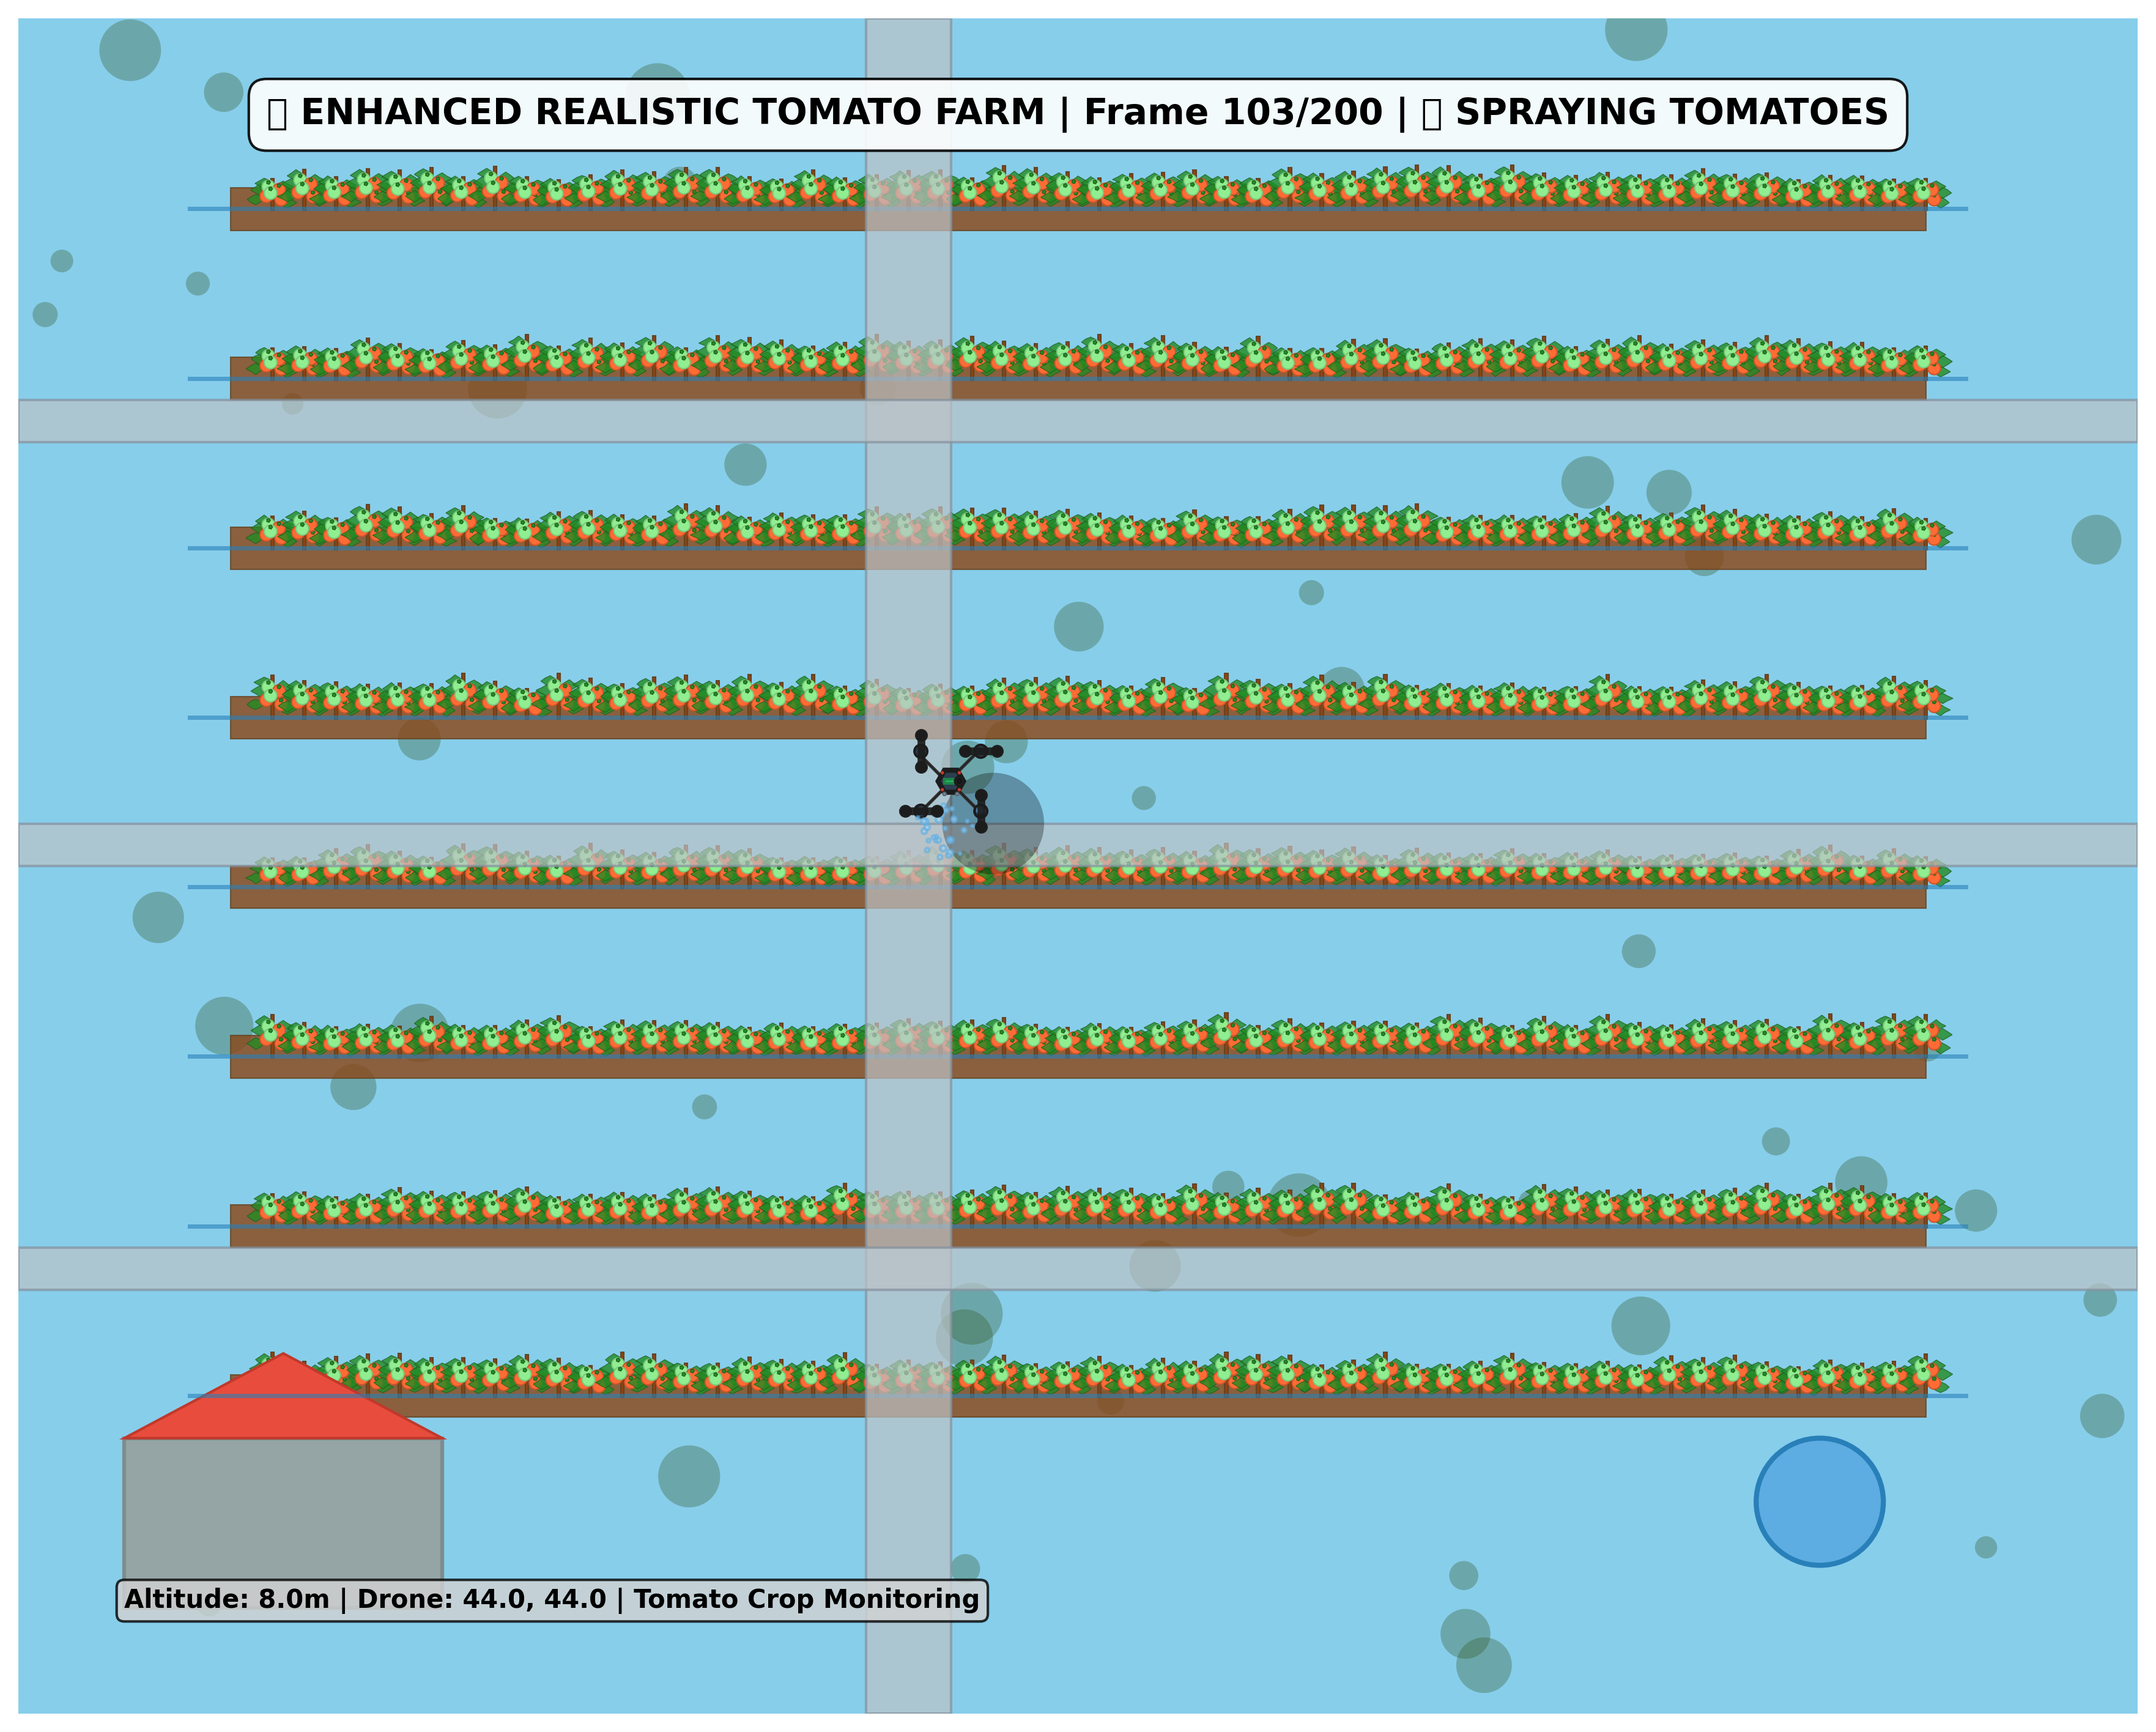 ▯ ENHANCED REALISTIC TOMATO FARM | Frame 103/200 | ▯ SPRAYING TOMATOES
Altitude: 8.0m | Drone: 44.0, 44.0 | Tomato Crop Monitoring